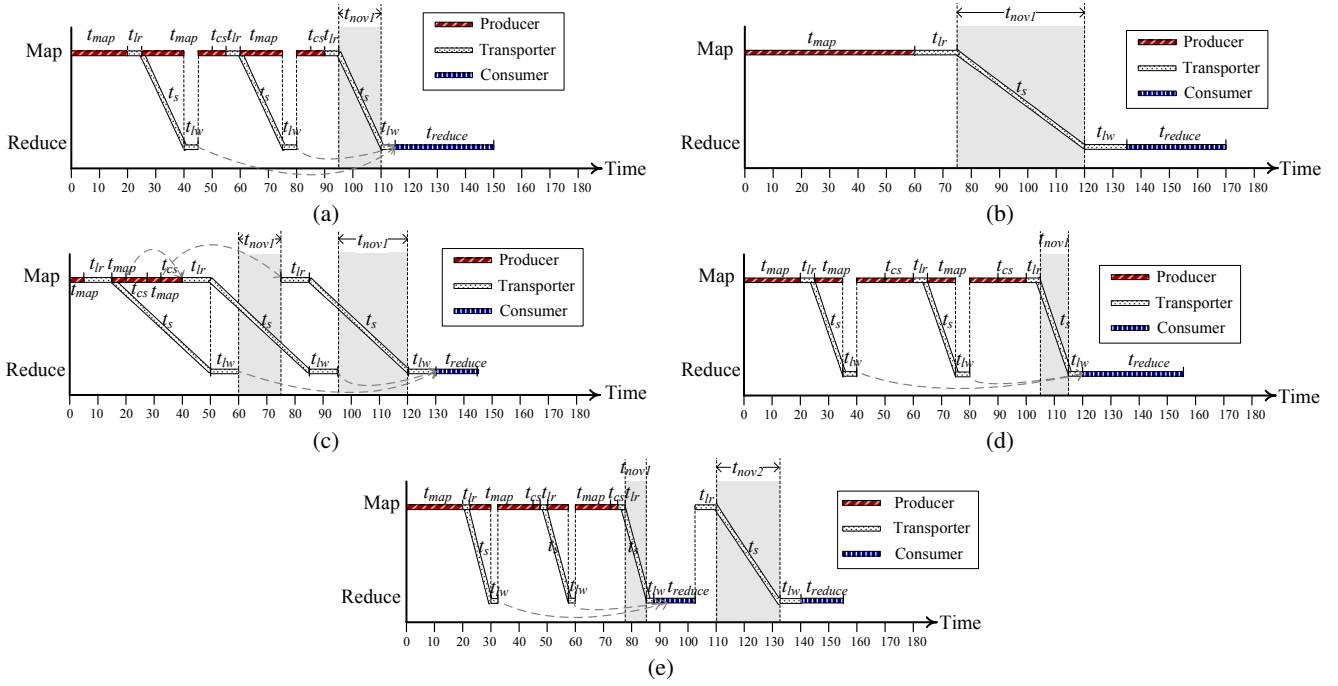 t_nov1
t_map t_lr t_map t_cs t_lr t_map t_cs t_lr
Map
t_s t_s t_s
t_lw t_lw t_lw t_reduce
Reduce
Producer
Transporter
Consumer
0 10 20 30 40 50 60 70 80 90 100 110 120 130 140 150 160 170 180
Time
(a)
t_nov1
t_map t_lr
Map
t_s
t_lw t_reduce
Reduce
Producer
Transporter
Consumer
0 10 20 30 40 50 60 70 80 90 100 110 120 130 140 150 160 170 180
Time
(b)
t_nov1 t_nov1
t_lr t_map t_cs t_lr t_lr
Map
t_map t_cs t_map
t_s t_s t_s
t_lw t_lw t_lw t_reduce
Reduce
Producer
Transporter
Consumer
0 10 20 30 40 50 60 70 80 90 100 110 120 130 140 150 160 170 180
Time
(c)
t_nov1
t_map t_lr t_map t_cs t_lr t_map t_cs t_lr
Map
t_s t_s t_s
t_lw t_lw t_lw t_reduce
Reduce
Producer
Transporter
Consumer
0 10 20 30 40 50 60 70 80 90 100 110 120 130 140 150 160 170 180
Time
(d)
t_nov1 t_nov2
t_map t_lr t_map t_cs t_lr t_map t_cs t_lr t_lr
Map
t_s t_s t_s t_s
t_lw t_lw t_lw t_reduce t_lw t_reduce
Reduce
Producer
Transporter
Consumer
0 10 20 30 40 50 60 70 80 90 100 110 120 130 140 150 160 170 180
Time
(e)